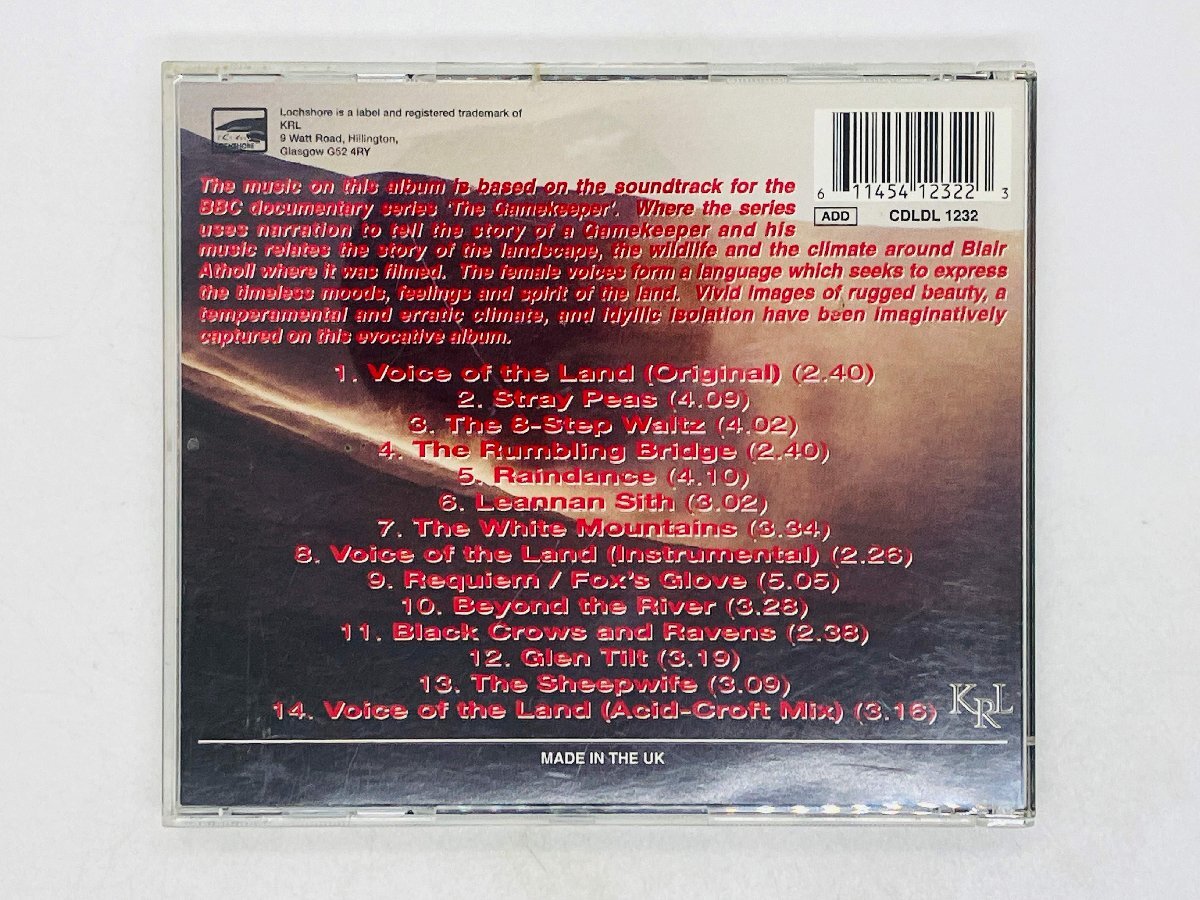 Lochshore is a label and registered trademark of
KRL
9 Watt Road, Hillington,
Glasgow G52 4RY
LOCHSHORE
6 11454 12322 3
ADD CDLDL 1232
The music on this album is based on the soundtrack for the
BBC documentary series 'The Gamekeeper'. Where the series
uses narration to tell the story of a Gamekeeper and his
music relates the story of the landscape, the wildlife and the climate around Blair
Atholl where it was filmed. The female voices form a language which seeks to express
the timeless moods, feelings and spirit of the land. Vivid images of rugged beauty, a
temperamental and erratic climate, and idyllic isolation have been imaginatively
captured on this evocative album.
1. Voice of the Land (Original) (2.40)
2. Stray Peas (4.09)
3. The 8-Step Waltz (4.02)
4. The Rumbling Bridge (2.40)
5. Raindance (4.10)
6. Leannan Sith (3.02)
7. The White Mountains (3.34)
8. Voice of the Land (Instrumental) (2.26)
9. Requiem / Fox's Glove (5.05)
10. Beyond the River (3.28)
11. Black Crows and Ravens (2.38)
12. Glen Tilt (3.19)
13. The Sheepwife (3.09)
14. Voice of the Land (Acid-Croft Mix) (3.16)
KRL
MADE IN THE UK